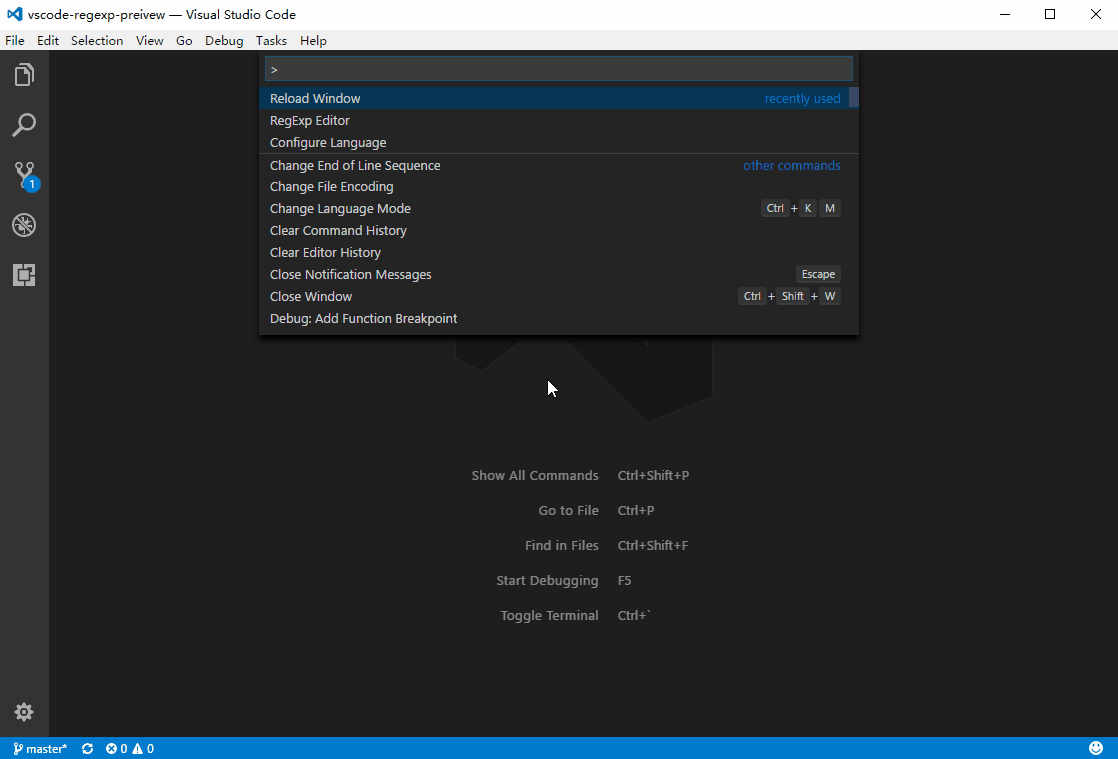 vscode-regexp-preivew — Visual Studio Code
File Edit Selection View Go Debug Tasks Help
>
Reload Window recently used
RegExp Editor
Configure Language
Change End of Line Sequence other commands
Change File Encoding
Change Language Mode Ctrl + K M
Clear Command History
Clear Editor History
Close Notification Messages Escape
Close Window Ctrl + Shift + W
Debug: Add Function Breakpoint
1
Show All Commands Ctrl+Shift+P
Go to File Ctrl+P
Find in Files Ctrl+Shift+F
Start Debugging F5
Toggle Terminal Ctrl+`
master* 0 0